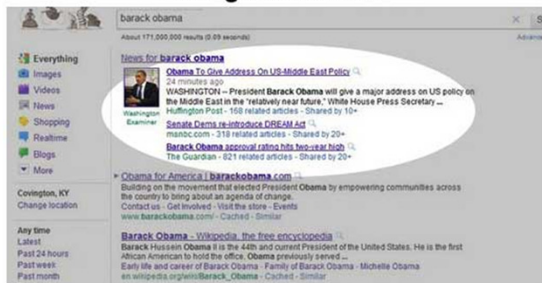 barack obama
About 171,000,000 results (0.09 seconds)
Everything
Images
Videos
News
Shopping
Realtime
Blogs
More
Covington, KY
Change location
Any time
Latest
Past 24 hours
Past week
Past month
News for barack obama
Obama To Give Address On US-Middle East Policy
24 minutes ago
WASHINGTON -- President Barack Obama will give a major address on US policy on
the Middle East in the "relatively near future," White House Press Secretary ...
Huffington Post - 158 related articles - Shared by 10+
Washington
Examiner
Senate Dems re-introduce DREAM Act
msnbc.com - 318 related articles - Shared by 20+
Barack Obama approval rating hits two-year high
The Guardian - 821 related articles - Shared by 20+
Obama for America | barackobama.com
Building on the movement that elected President Obama by empowering communities across
the country to bring about an agenda of change.
Contact us - Get Involved - Visit the store - Events
www.barackobama.com/ - Cached - Similar
Barack Obama - Wikipedia, the free encyclopedia
Barack Hussein Obama II is the 44th and current President of the United States. He is the first
African American to hold the office. Obama previously served ...
Early life and career of Barack Obama - Family of Barack Obama - Michelle Obama
en.wikipedia.org/wiki/Barack_Obama - Cached - Similar